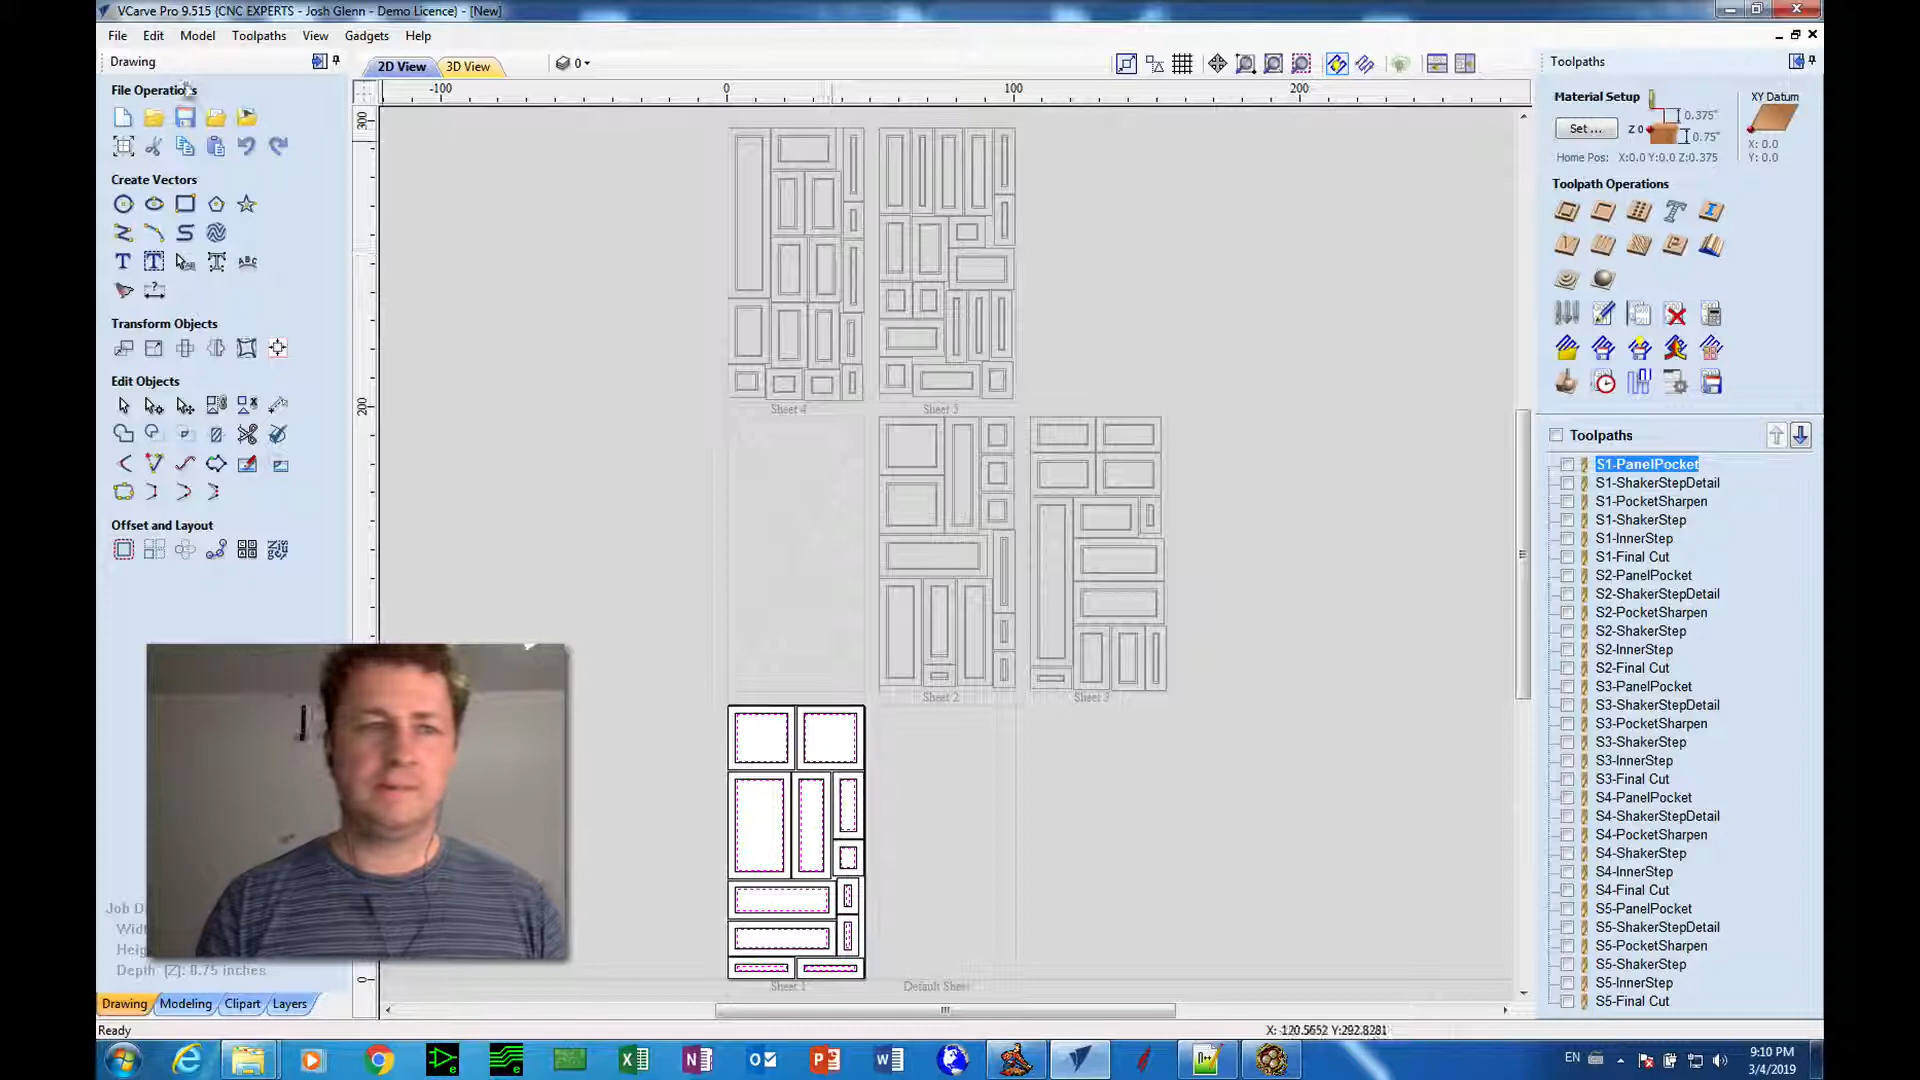 VCarve Pro 9.515 {CNC EXPERTS - Josh Glenn - Demo Licence} - [New]
File Edit Model Toolpaths View Gadgets Help
Drawing
2D View
3D View
0
Toolpaths
-100 0 100 200
300
200
0
File Operations
Create Vectors
Transform Objects
Edit Objects
Offset and Layout
Job D
Widt
Heig
Depth (Z): 0.75 inches
Drawing Modeling Clipart Layers
Ready
Sheet 4
Sheet 5
Sheet 2
Sheet 3
Sheet 1
Default Sheet
Material Setup
Set ...
Z 0
0.375"
0.75"
XY Datum
X: 0.0
Y: 0.0
Home Pos: X:0.0 Y:0.0 Z:0.375
Toolpath Operations
Toolpaths
S1-PanelPocket
S1-ShakerStepDetail
S1-PocketSharpen
S1-ShakerStep
S1-InnerStep
S1-Final Cut
S2-PanelPocket
S2-ShakerStepDetail
S2-PocketSharpen
S2-ShakerStep
S2-InnerStep
S2-Final Cut
S3-PanelPocket
S3-ShakerStepDetail
S3-PocketSharpen
S3-ShakerStep
S3-InnerStep
S3-Final Cut
S4-PanelPocket
S4-ShakerStepDetail
S4-PocketSharpen
S4-ShakerStep
S4-InnerStep
S4-Final Cut
S5-PanelPocket
S5-ShakerStepDetail
S5-PocketSharpen
S5-ShakerStep
S5-InnerStep
S5-Final Cut
X: -120.5652 Y:292.8281
EN
9:10 PM
3/4/2019